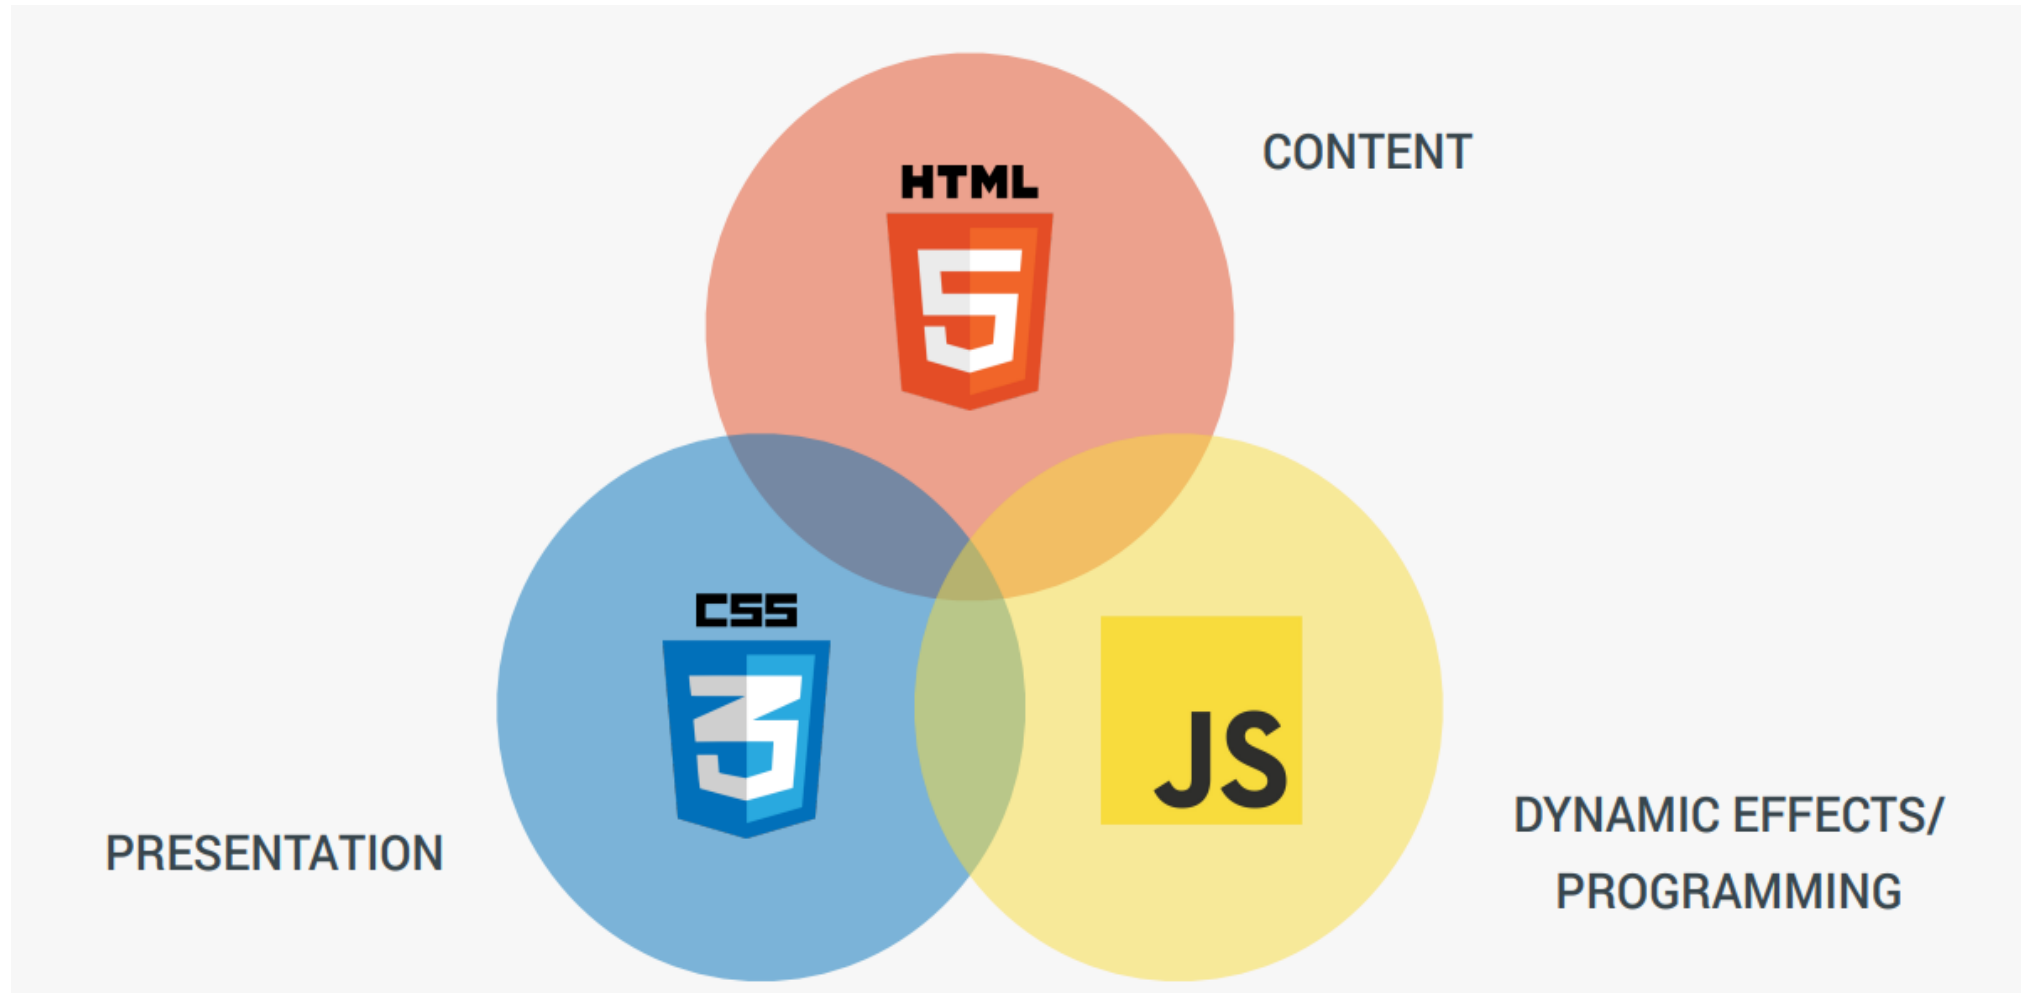 HTML
5
CONTENT
CSS
3
JS
PRESENTATION
DYNAMIC EFFECTS/
PROGRAMMING